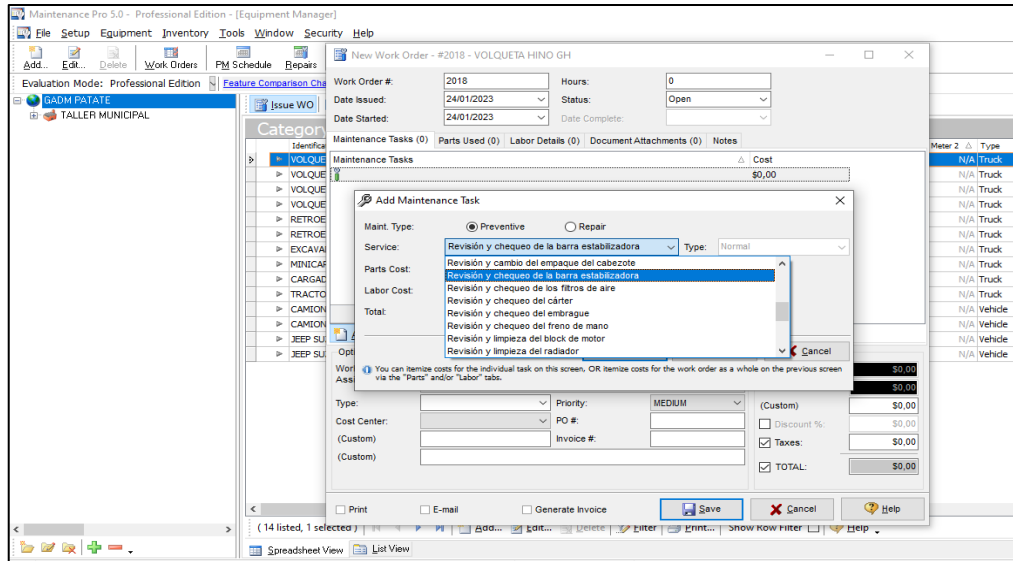 Maintenance Pro 5.0 - Professional Edition - [Equipment Manager]
File Setup Equipment Inventory Tools Window Security Help
Add... Edit... Delete Work Orders PM Schedule Repairs
Evaluation Mode: Professional Edition Feature Comparison Cha
GADM PATATE
TALLER MUNICIPAL
Issue WO
Category
Identifica
Meter 2 Type
VOLQUE N/A Truck
VOLQUE N/A Truck
VOLQUE N/A Truck
VOLQUE N/A Truck
RETROE N/A Truck
RETROE N/A Truck
EXCAVA N/A Truck
MINICAR N/A Truck
CARGAD N/A Truck
TRACTO N/A Truck
CAMION N/A Vehicle
CAMION N/A Vehicle
JEEP SU N/A Vehicle
JEEP SU N/A Vehicle
New Work Order - #2018 - VOLQUETA HINO GH
Work Order #: 2018 Hours: 0
Date Issued: 24/01/2023 Status: Open
Date Started: 24/01/2023 Date Complete:
Maintenance Tasks (0) Parts Used (0) Labor Details (0) Document Attachments (0) Notes
Maintenance Tasks Cost
$0,00
Add Maintenance Task
Maint. Type: Preventive Repair
Service: Revisión y chequeo de la barra estabilizadora Type: Normal
Parts Cost:
Labor Cost:
Total:
Revisión y cambio del empaque del cabezote
Revisión y chequeo de la barra estabilizadora
Revisión y chequeo de los filtros de aire
Revisión y chequeo del cárter
Revisión y chequeo del embrague
Revisión y chequeo del freno de mano
Revisión y limpieza del block de motor
Revisión y limpieza del radiador
Cancel
You can itemize costs for the individual task on this screen, OR itemize costs for the work order as a whole on the previous screen
via the "Parts" and/or "Labor" tabs.
Opti
Wor $0,00
Assi $0,00
Type: Priority: MEDIUM (Custom) $0,00
Cost Center: PO #: Discount %: $0,00
(Custom) Invoice #: Taxes: $0,00
(Custom) TOTAL: $0,00
Print E-mail Generate Invoice Save Cancel Help
( 14 listed, 1 selected ) Add... Edit... Delete Filter Print... Show Row Filter Help
Spreadsheet View List View